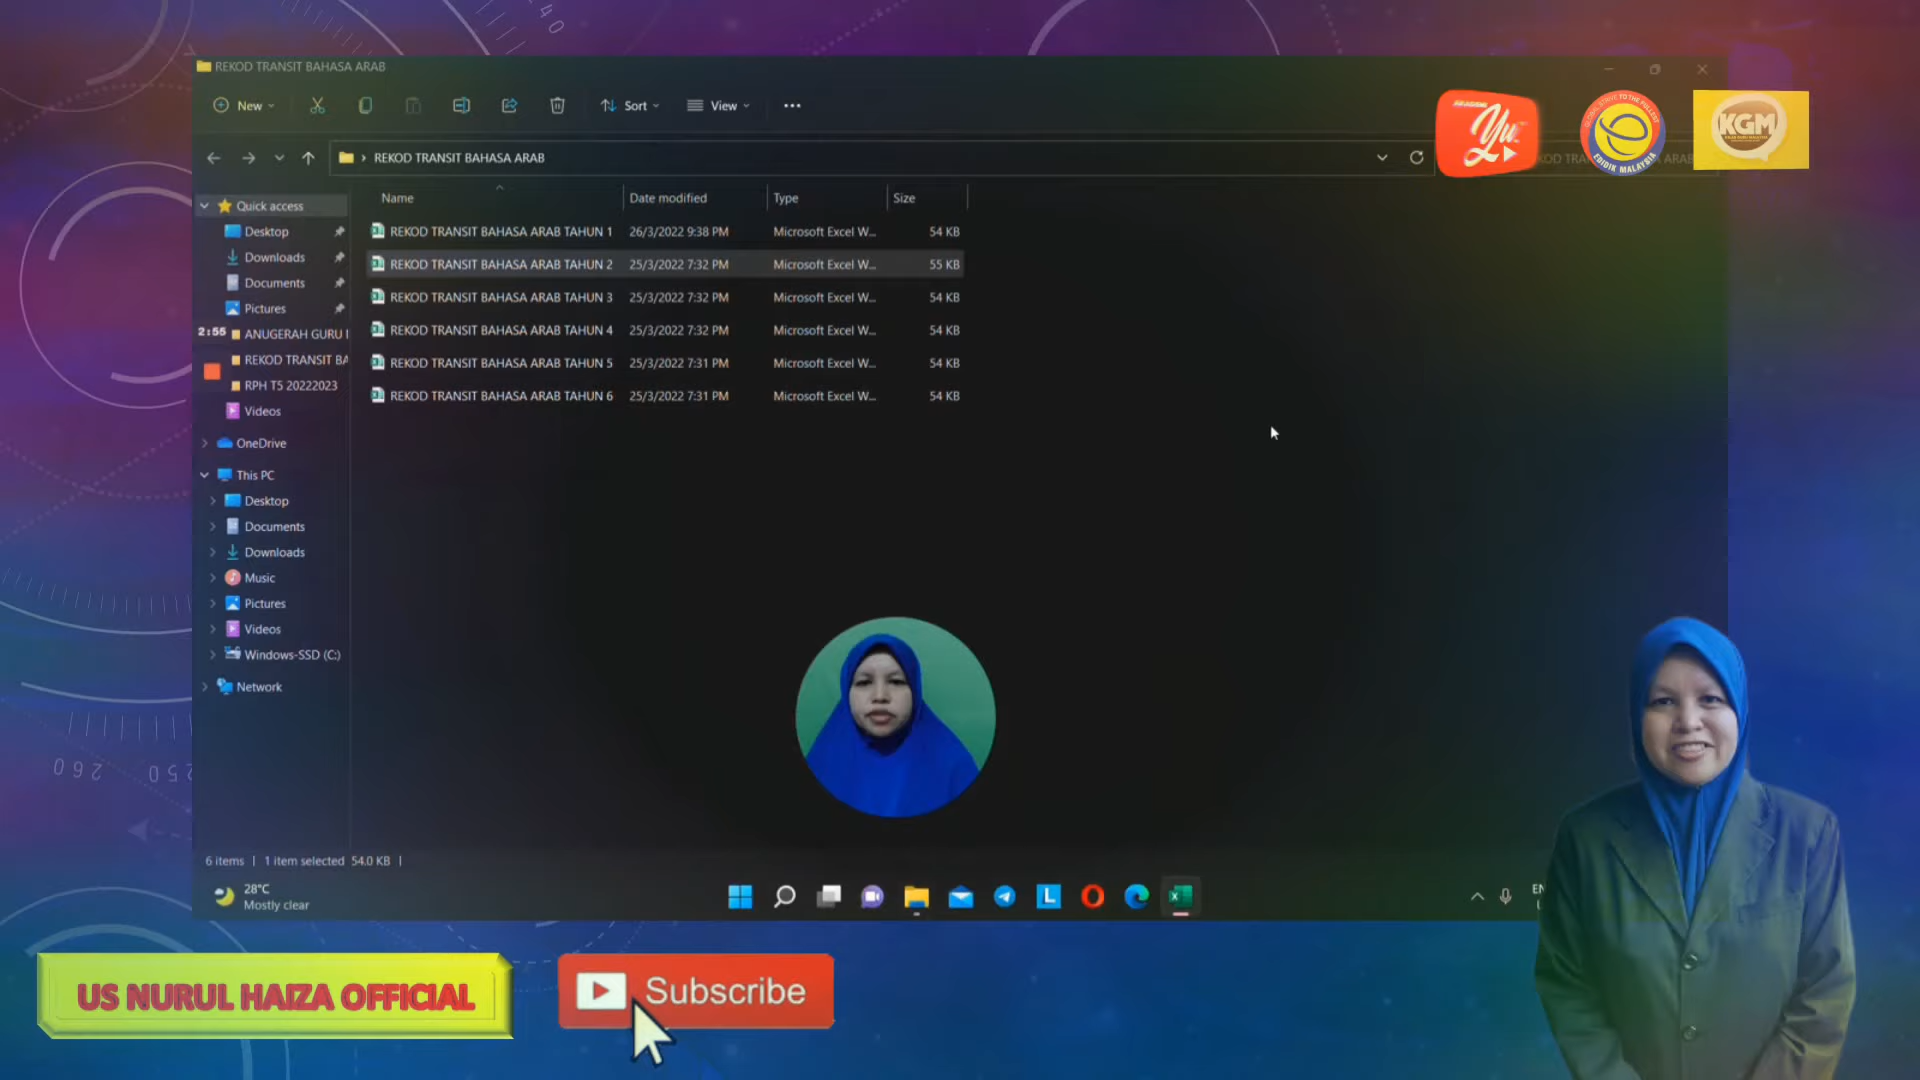 REKOD TRANSIT BAHASA ARAB
New
Sort
View
REKOD TRANSIT BAHASA ARAB
Name
Date modified
Type
Size
Quick access
Desktop
Downloads
Documents
Pictures
2:55
ANUGERAH GURU
REKOD TRANSIT BA
RPH T5 20222023
Videos
OneDrive
This PC
Desktop
Documents
Downloads
Music
Pictures
Videos
Windows-SSD (C:)
Network
REKOD TRANSIT BAHASA ARAB TAHUN 1 26/3/2022 9:38 PM Microsoft Excel W... 54 KB
REKOD TRANSIT BAHASA ARAB TAHUN 2 25/3/2022 7:32 PM Microsoft Excel W... 55 KB
REKOD TRANSIT BAHASA ARAB TAHUN 3 25/3/2022 7:32 PM Microsoft Excel W... 54 KB
REKOD TRANSIT BAHASA ARAB TAHUN 4 25/3/2022 7:32 PM Microsoft Excel W... 54 KB
REKOD TRANSIT BAHASA ARAB TAHUN 5 25/3/2022 7:31 PM Microsoft Excel W... 54 KB
REKOD TRANSIT BAHASA ARAB TAHUN 6 25/3/2022 7:31 PM Microsoft Excel W... 54 KB
Yu
EDIDIK MALAYSIA
KGM
6 items
1 item selected 54.0 KB
28°C
Mostly clear
L
40
260
US NURUL HAIZA OFFICIAL
Subscribe